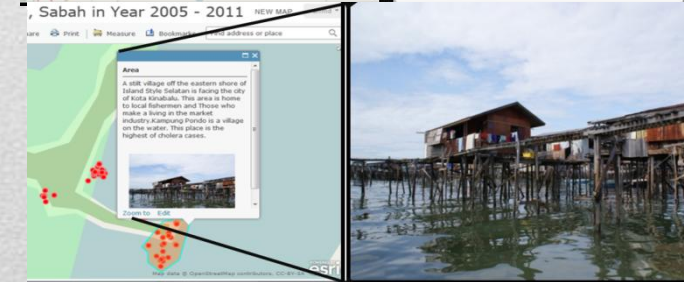 , Sabah in Year 2005 - 2011 NEW MAP
are Print Measure Bookmarks Find address or place
Area
A stilt village off the eastern shore of
Island Style Selatan is facing the city
of Kota Kinabalu. This area is home
to local fishermen and Those who
make a living in the market
industry.Kampung Pondo is a village
on the water. This place is the
highest of cholera cases.
Zoom to Edit
Map data @ OpenStreetMap contributors, CC-BY-SA
esri